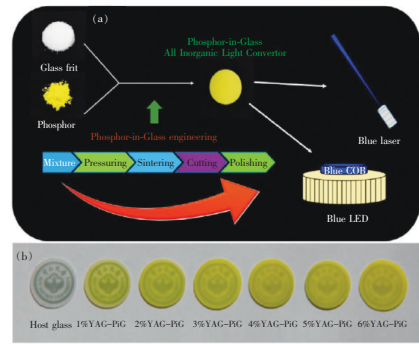 (a)
Phosphor-in-Glass
All Inorganic Light Convertor
Glass frit
Phosphor
Blue laser
Phosphor-in-Glass engineering
Mixture Pressuring Sintering Cutting Polishing
Blue COB
Blue LED
(b)
Host glass 1%YAG-PiG 2%YAG-PiG 3%YAG-PiG 4%YAG-PiG 5%YAG-PiG 6%YAG-PiG